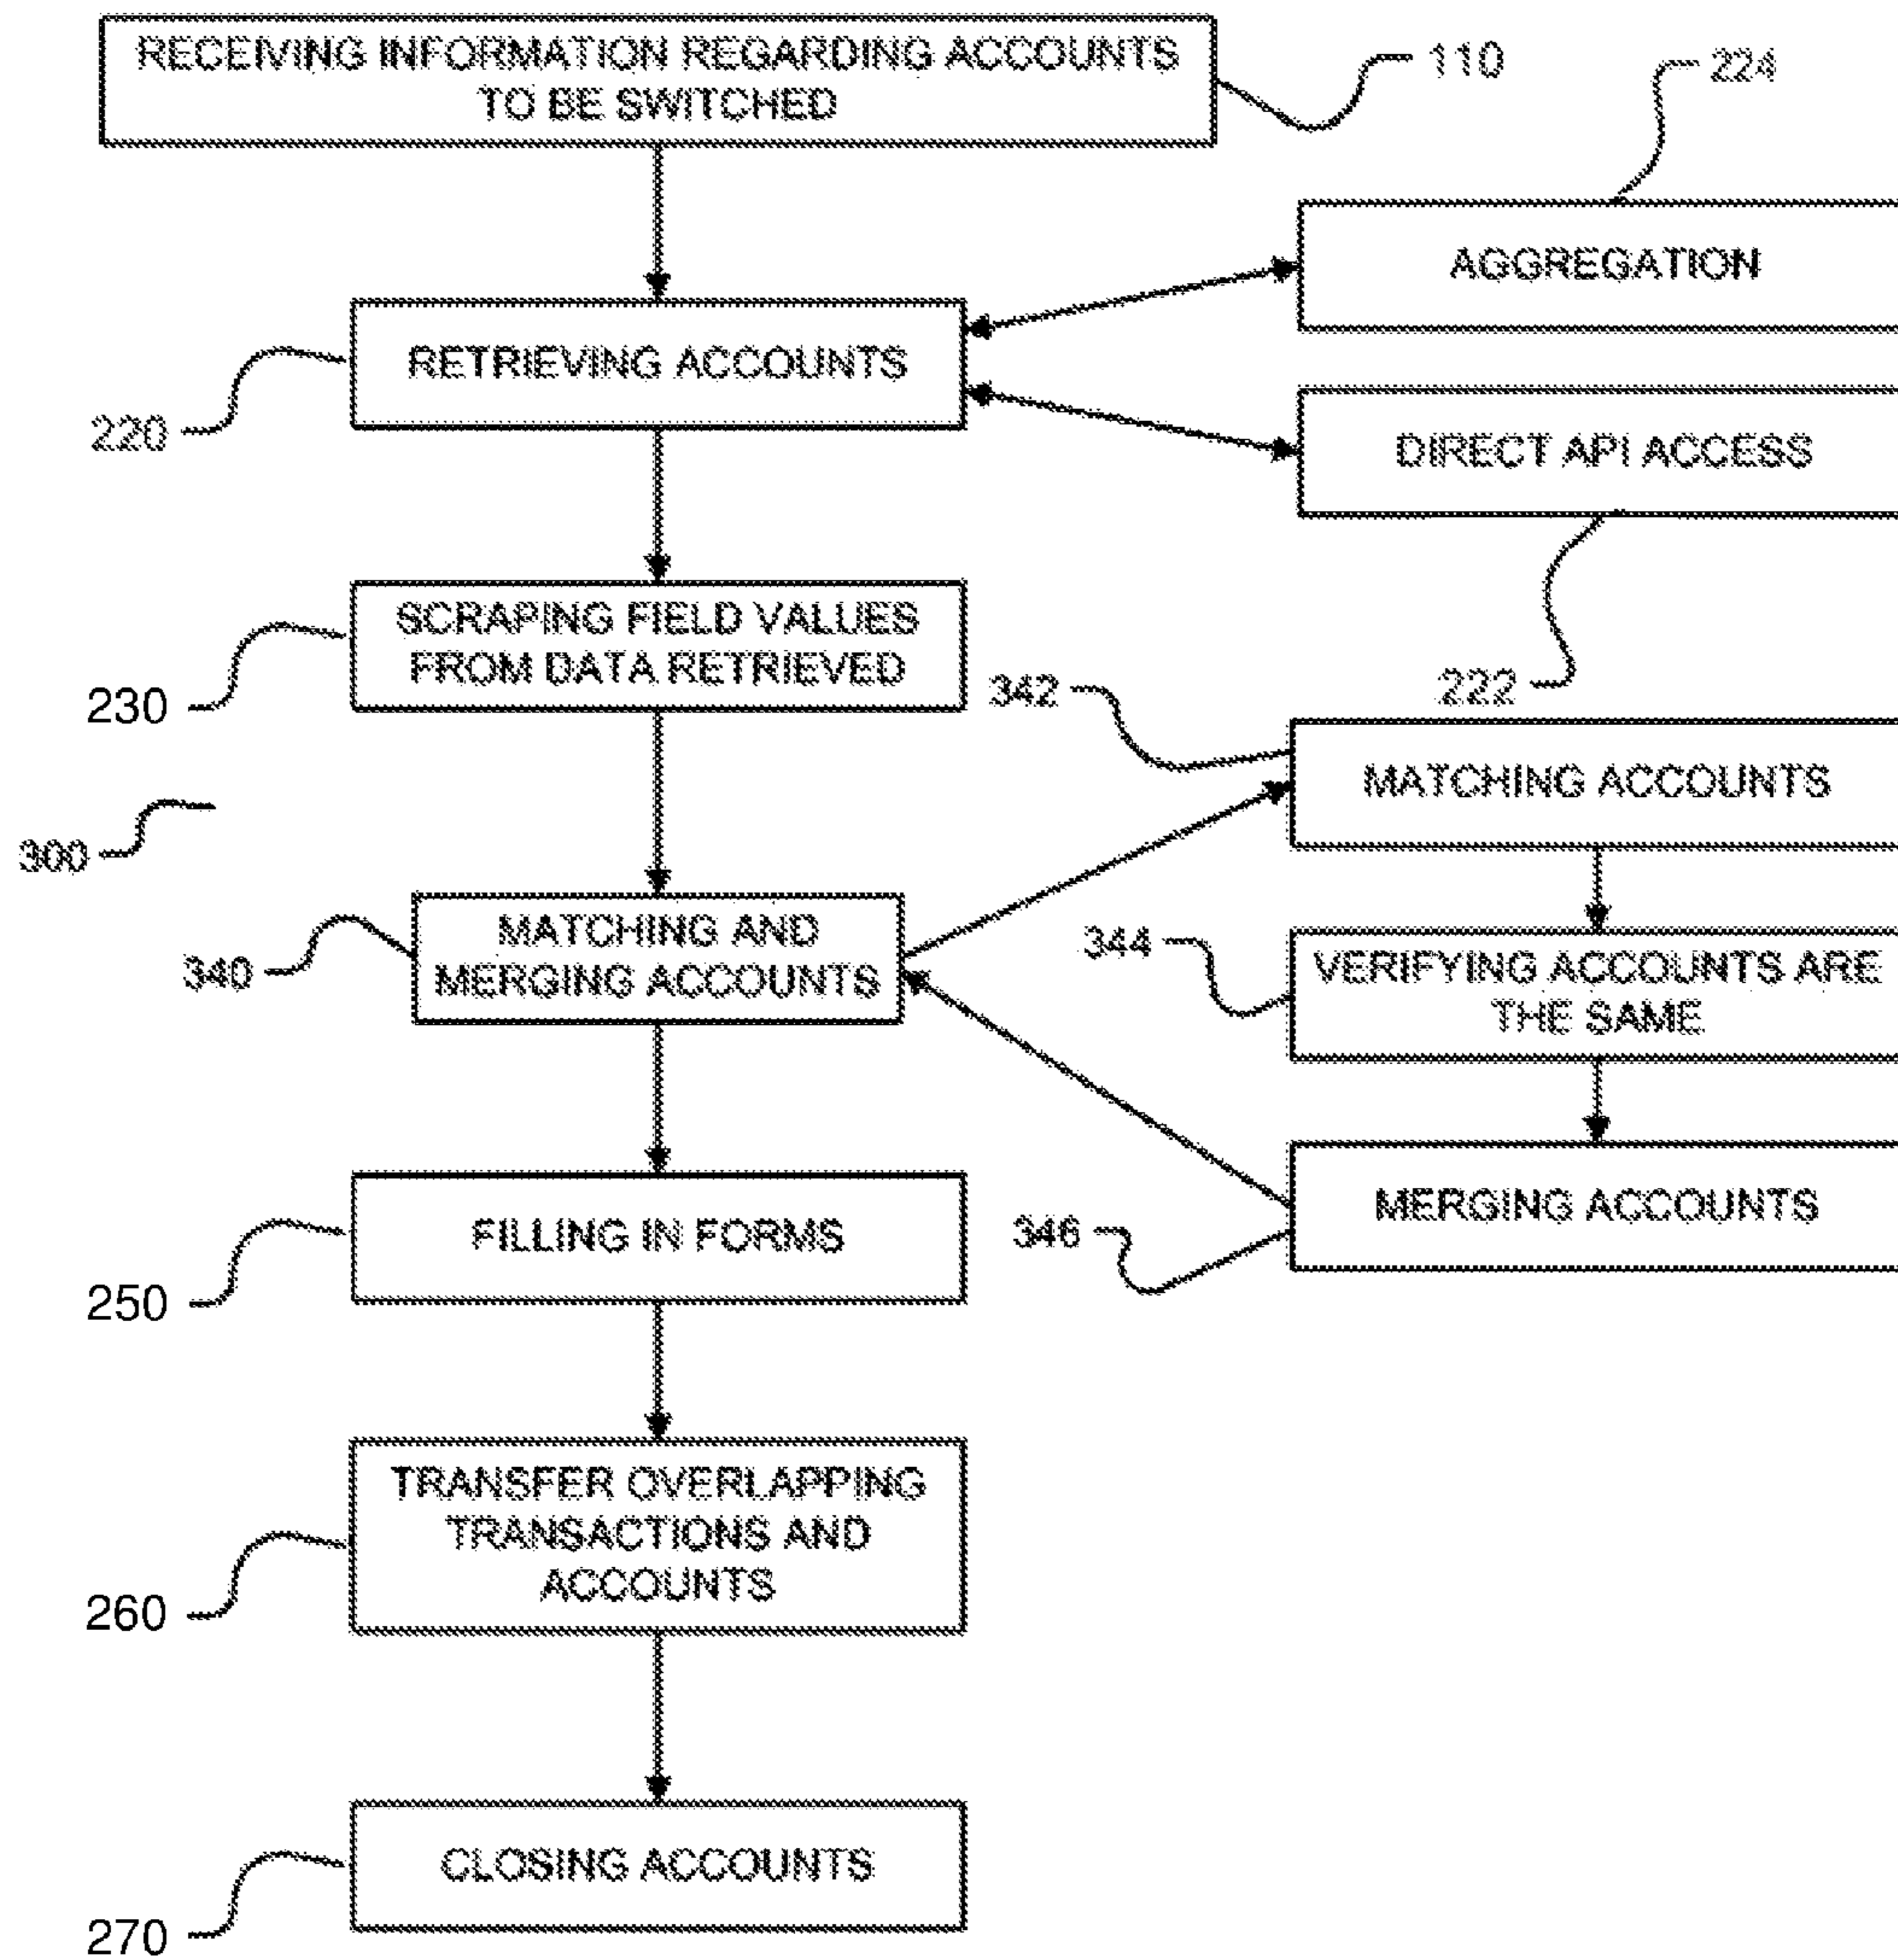 RECEIVING INFORMATION REGARDING ACCOUNTS
TO BE SWITCHED
110
224
AGGREGATION
RETRIEVING ACCOUNTS
220
DIRECT API ACCESS
222
SCRAPING FIELD VALUES
FROM DATA RETRIEVED
230
342
MATCHING ACCOUNTS
300
MATCHING AND
MERGING ACCOUNTS
340
344
VERIFYING ACCOUNTS ARE
THE SAME
346
MERGING ACCOUNTS
FILLING IN FORMS
250
TRANSFER OVERLAPPING
TRANSACTIONS AND
ACCOUNTS
260
CLOSING ACCOUNTS
270